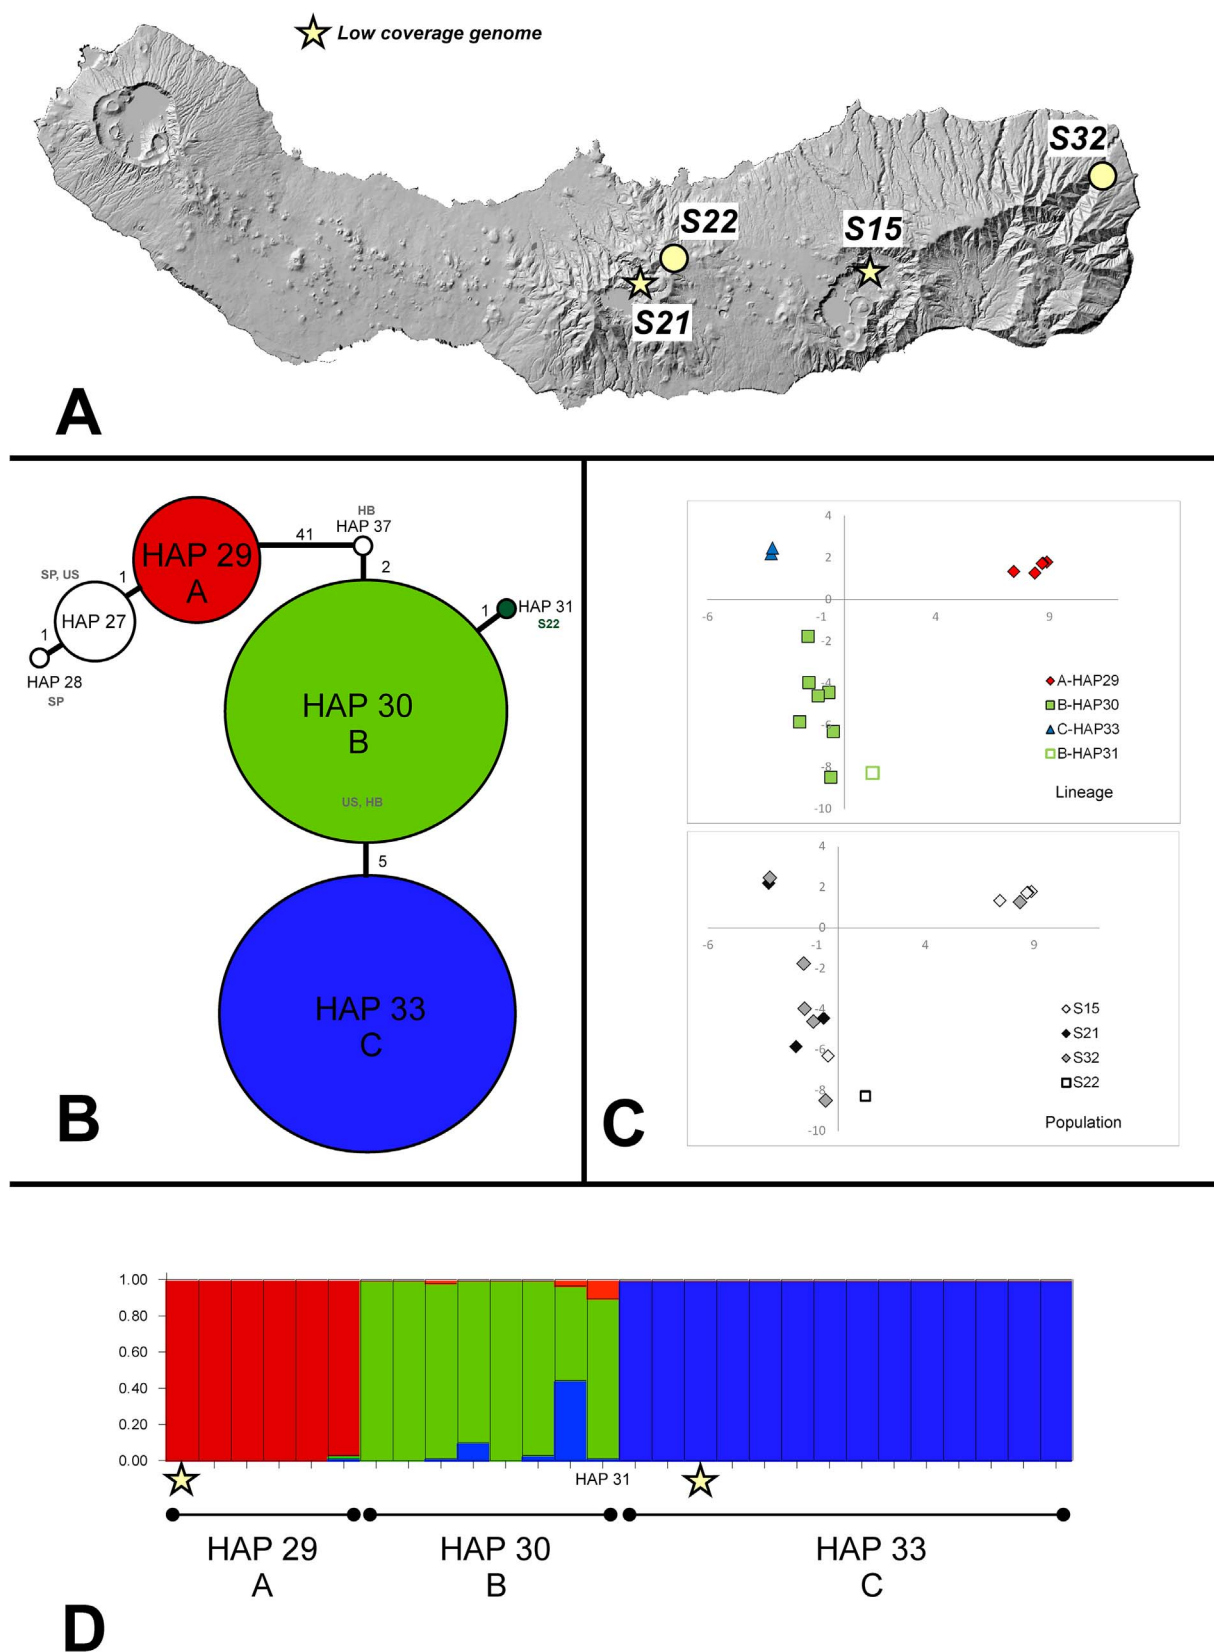 Low coverage genome
S32
S22
S15
S21
A
HB
HAP 37
41
2
HAP 29
A
SP, US
1
HAP 27
1
HAP 28
SP
1
HAP 31
S22
HAP 30
B
US, HB
5
HAP 33
C
B
4
2
0
-6
-1
4
9
-2
-4
-6
-8
-10
A-HAP29
B-HAP30
C-HAP33
B-HAP31
Lineage
4
2
0
-6
-1
4
9
-2
-4
-6
-8
-10
S15
S21
S32
S22
Population
C
1.00
0.80
0.60
0.40
0.20
0.00
HAP 31
HAP 29
A
HAP 30
B
HAP 33
C
D